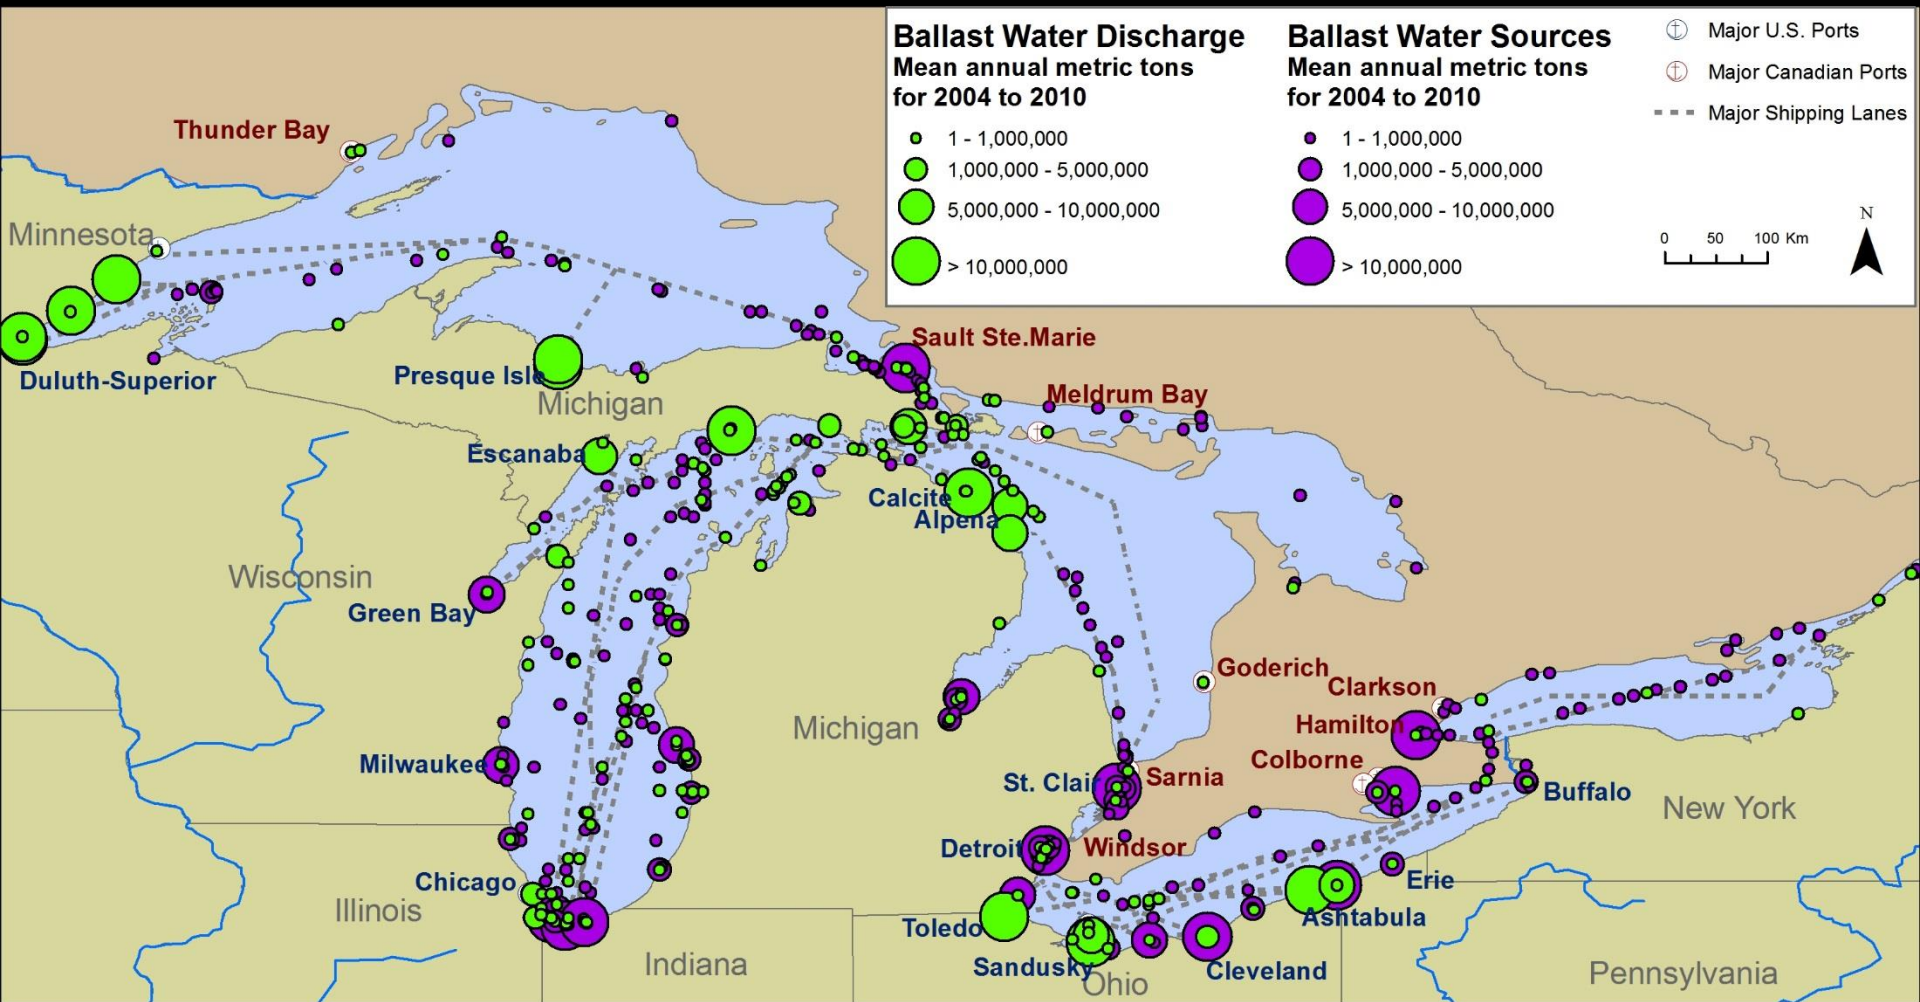 Ballast Water Discharge
Mean annual metric tons
for 2004 to 2010
1 - 1,000,000
1,000,000 - 5,000,000
5,000,000 - 10,000,000
> 10,000,000
Ballast Water Sources
Mean annual metric tons
for 2004 to 2010
1 - 1,000,000
1,000,000 - 5,000,000
5,000,000 - 10,000,000
> 10,000,000
Major U.S. Ports
Major Canadian Ports
Major Shipping Lanes
N
0 50 100 Km
Thunder Bay
Minnesota
Duluth-Superior
Presque Isle
Michigan
Sault Ste.Marie
Meldrum Bay
Escanaba
Calcite
Alpena
Wisconsin
Green Bay
Goderich
Clarkson
Michigan
Hamilton
Milwaukee
Colborne
St. Clair
Sarnia
Buffalo
New York
Detroit
Windsor
Chicago
Erie
Illinois
Ashtabula
Toledo
Indiana
Sandusky
Cleveland
Ohio
Pennsylvania